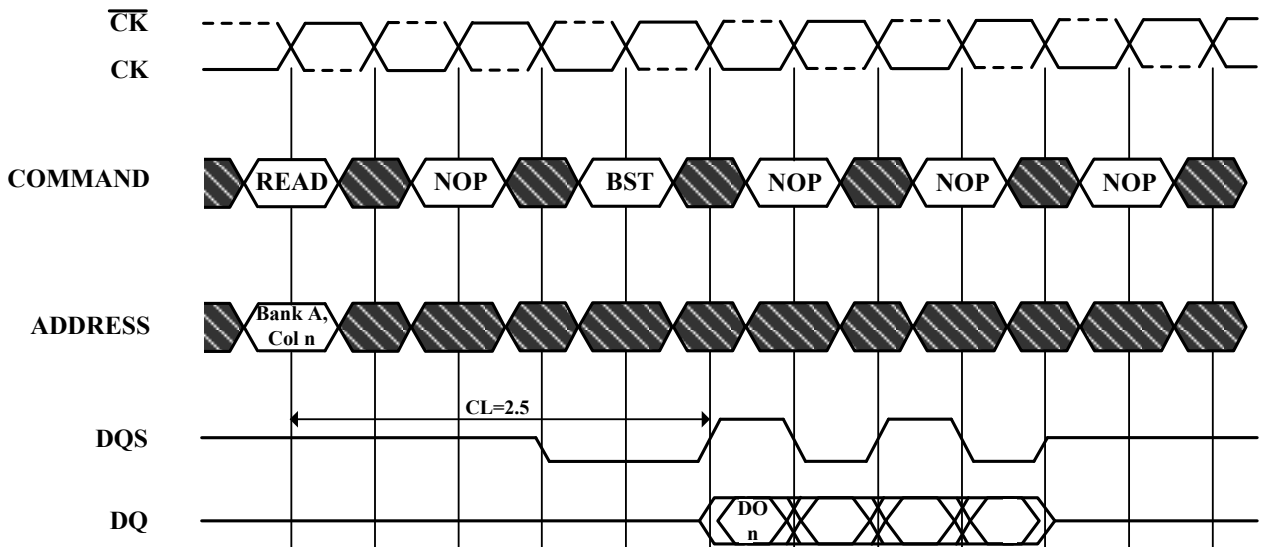 CK
CK
COMMAND
READ
NOP
BST
NOP
NOP
NOP
ADDRESS
Bank A,
Col n
CL=2.5
DQS
DQ
DO
n